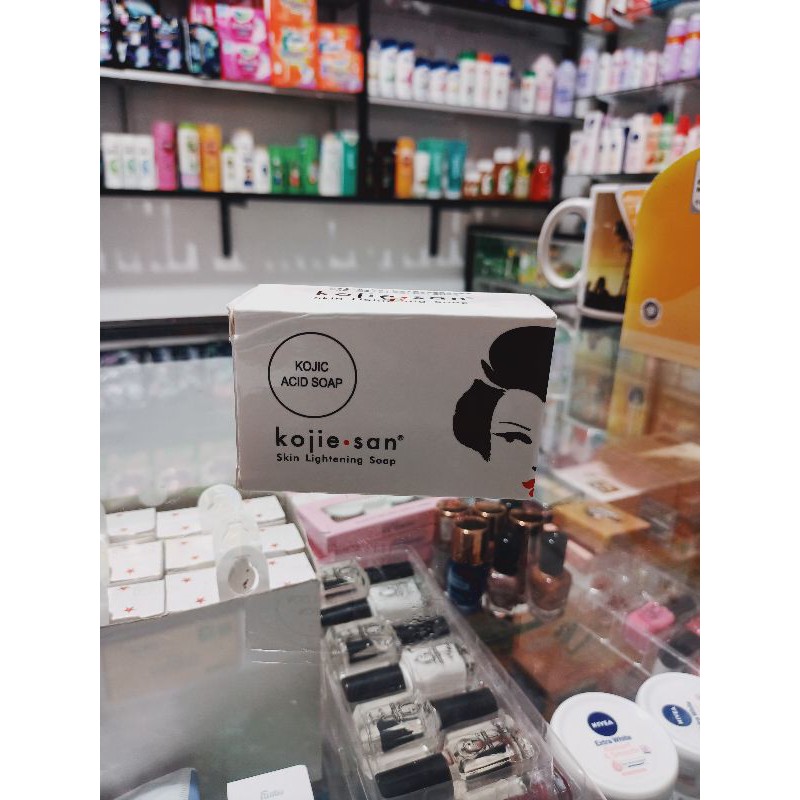 kojie•san®
Skin Lightening Soap
KOJIC
ACID SOAP
kojie•san®
Skin Lightening Soap
NIVEA
Extra White
NIVEA